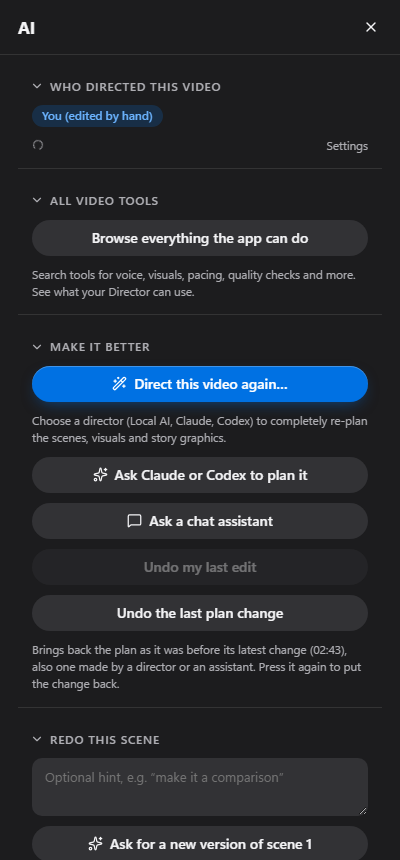 AI
WHO DIRECTED THIS VIDEO
You (edited by hand)
Settings
ALL VIDEO TOOLS
Browse everything the app can do
Search tools for voice, visuals, pacing, quality checks and more.
See what your Director can use.
MAKE IT BETTER
Direct this video again...
Choose a director (Local AI, Claude, Codex) to completely re-plan
the scenes, visuals and story graphics.
Ask Claude or Codex to plan it
Ask a chat assistant
Undo my last edit
Undo the last plan change
Brings back the plan as it was before its latest change (02:43),
also one made by a director or an assistant. Press it again to put
the change back.
REDO THIS SCENE
Optional hint, e.g. “make it a comparison”
Ask for a new version of scene 1